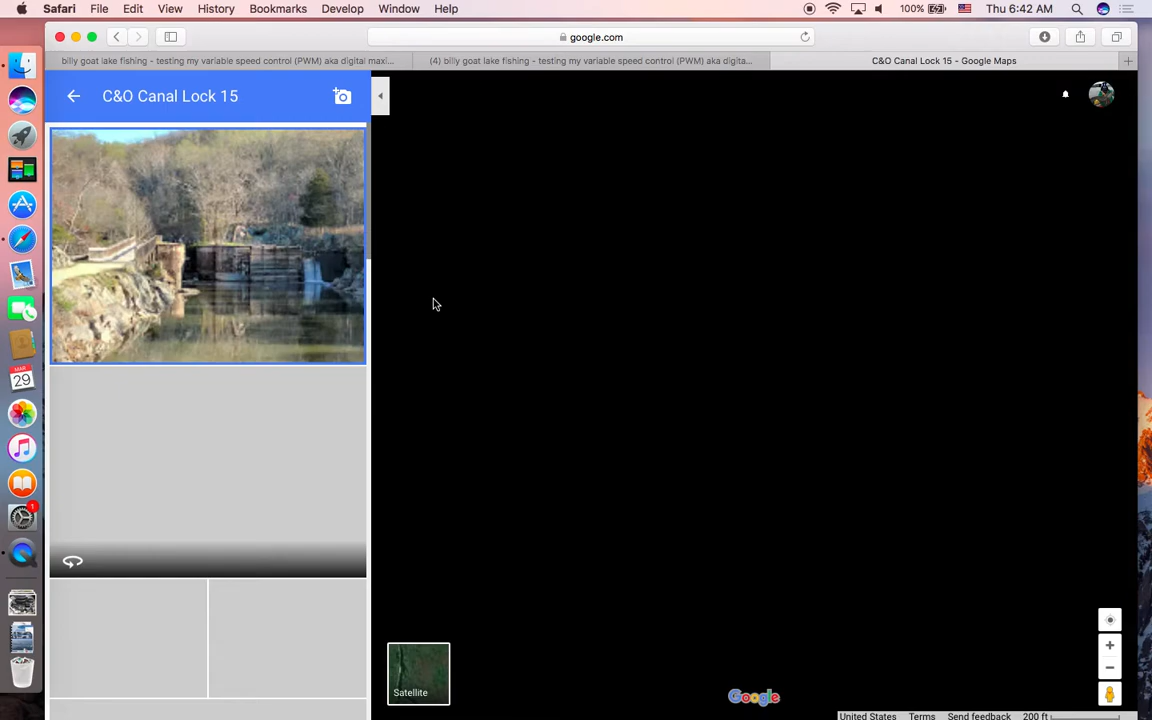 Safari File Edit View History Bookmarks Develop Window Help 100% Thu 6:42 AM
google.com
billy goat lake fishing - testing my variable speed control (PWM) aka digital maxi...
(4) billy goat lake fishing - testing my variable speed control (PWM) aka digita...
C&O Canal Lock 15 - Google Maps
C&O Canal Lock 15
MAR
29
1
Satellite
Google
United States Terms Send feedback 200 ft